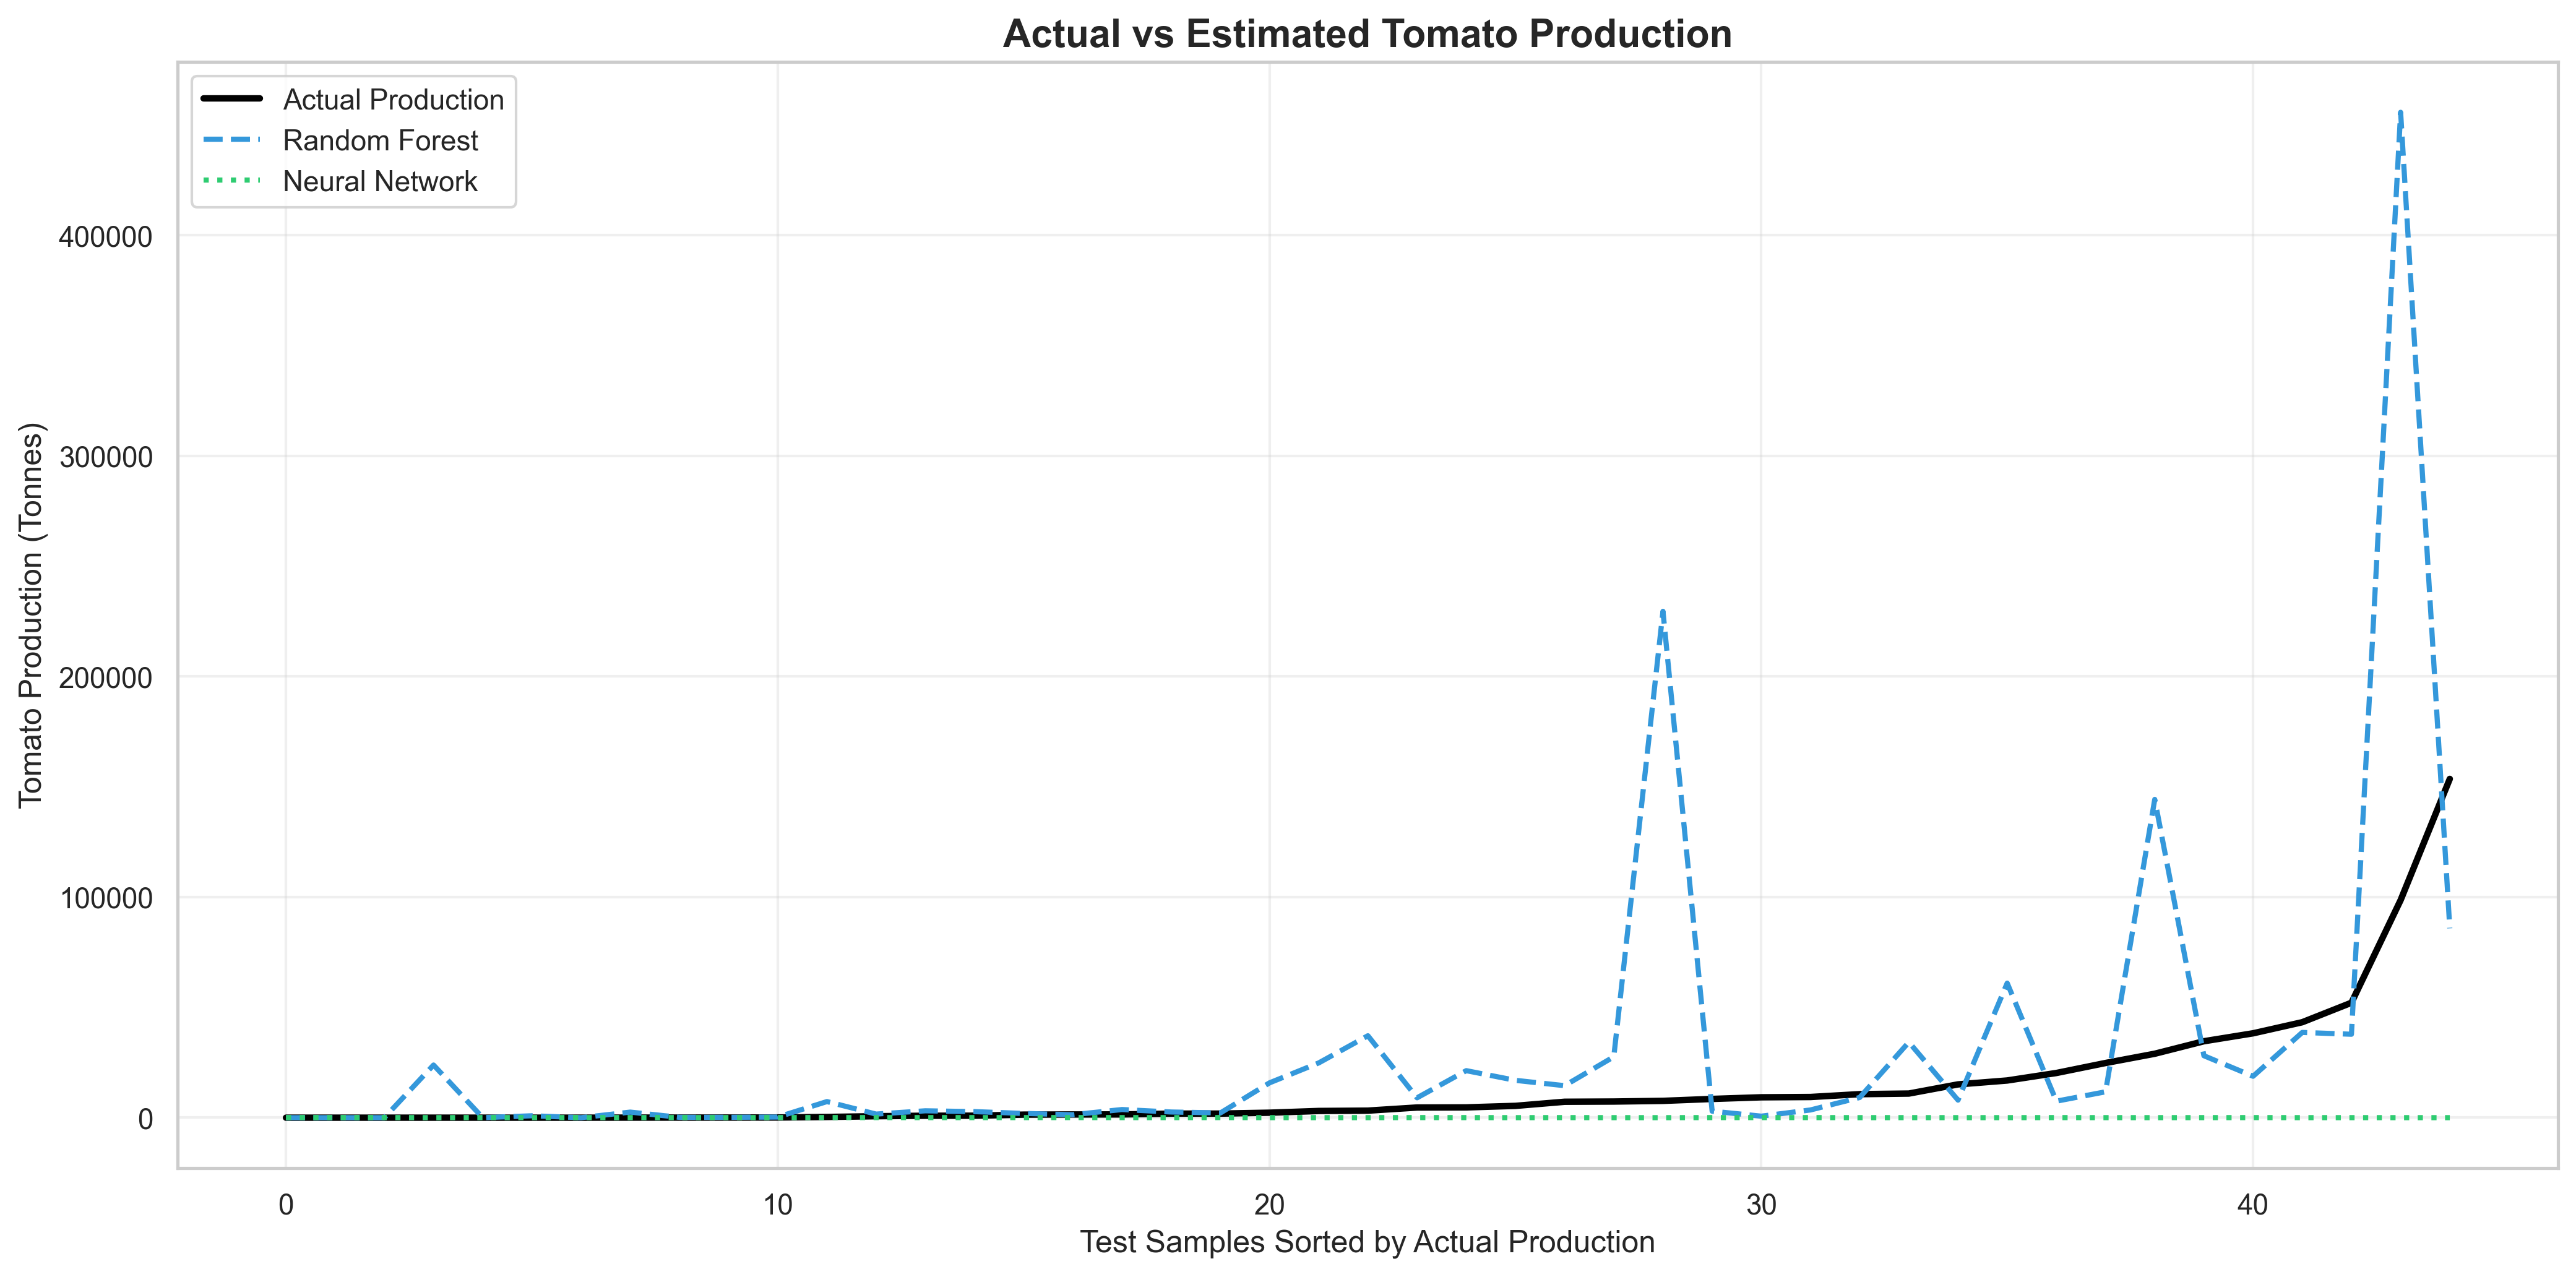 Actual vs Estimated Tomato Production
Actual Production
Random Forest
Neural Network
Tomato Production (Tonnes)
400000
300000
200000
100000
0
0 10 20 30 40
Test Samples Sorted by Actual Production